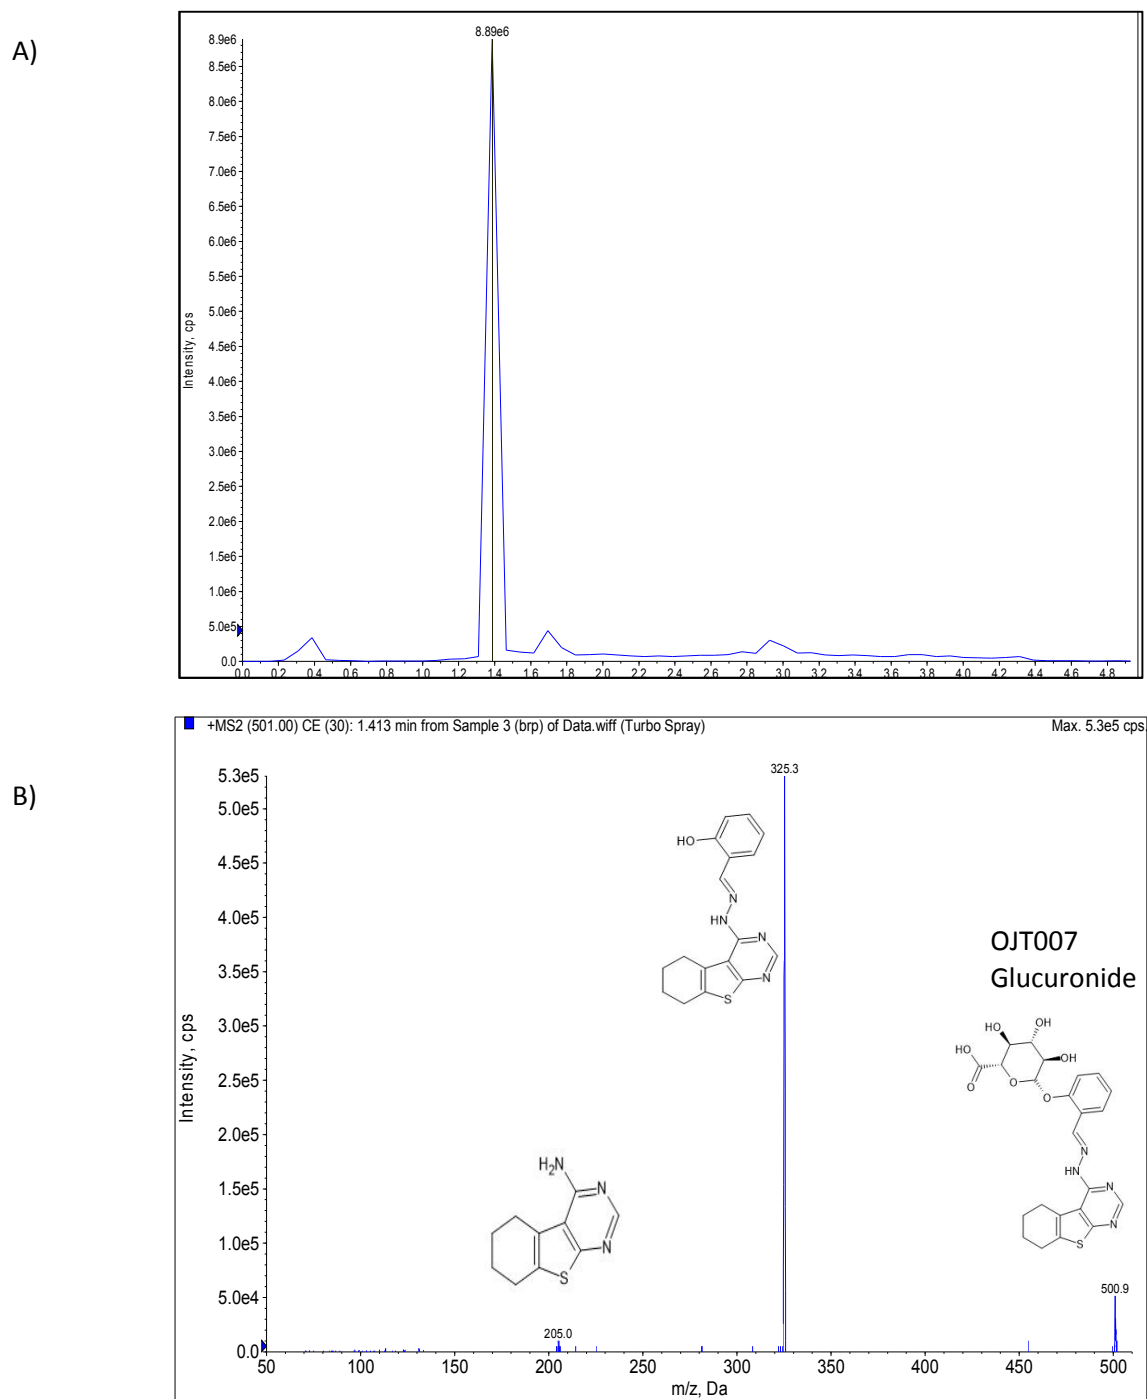 A)
8.89e6
8.9e6
8.5e6
8.0e6
7.5e6
7.0e6
6.5e6
6.0e6
5.5e6
5.0e6
4.5e6
4.0e6
3.5e6
3.0e6
2.5e6
2.0e6
1.5e6
1.0e6
5.0e5
0.0
Intensity, cps
0.0 0.2 0.4 0.6 0.8 1.0 1.2 1.4 1.6 1.8 2.0 2.2 2.4 2.6 2.8 3.0 3.2 3.4 3.6 3.8 4.0 4.2 4.4 4.6 4.8
B)
+MS2 (501.00) CE (30): 1.413 min from Sample 3 (brp) of Data.wiff (Turbo Spray) Max. 5.3e5 cps.
5.3e5
5.0e5
4.5e5
4.0e5
3.5e5
3.0e5
2.5e5
2.0e5
1.5e5
1.0e5
5.0e4
0.0
Intensity, cps
325.3
HO
N
HN
N
N
S
OJT007
Glucuronide
HO
OH
HO
OH
O
O
O
N
HN
N
N
S
H2N
N
N
S
205.0
500.9
50 100 150 200 250 300 350 400 450 500
m/z, Da